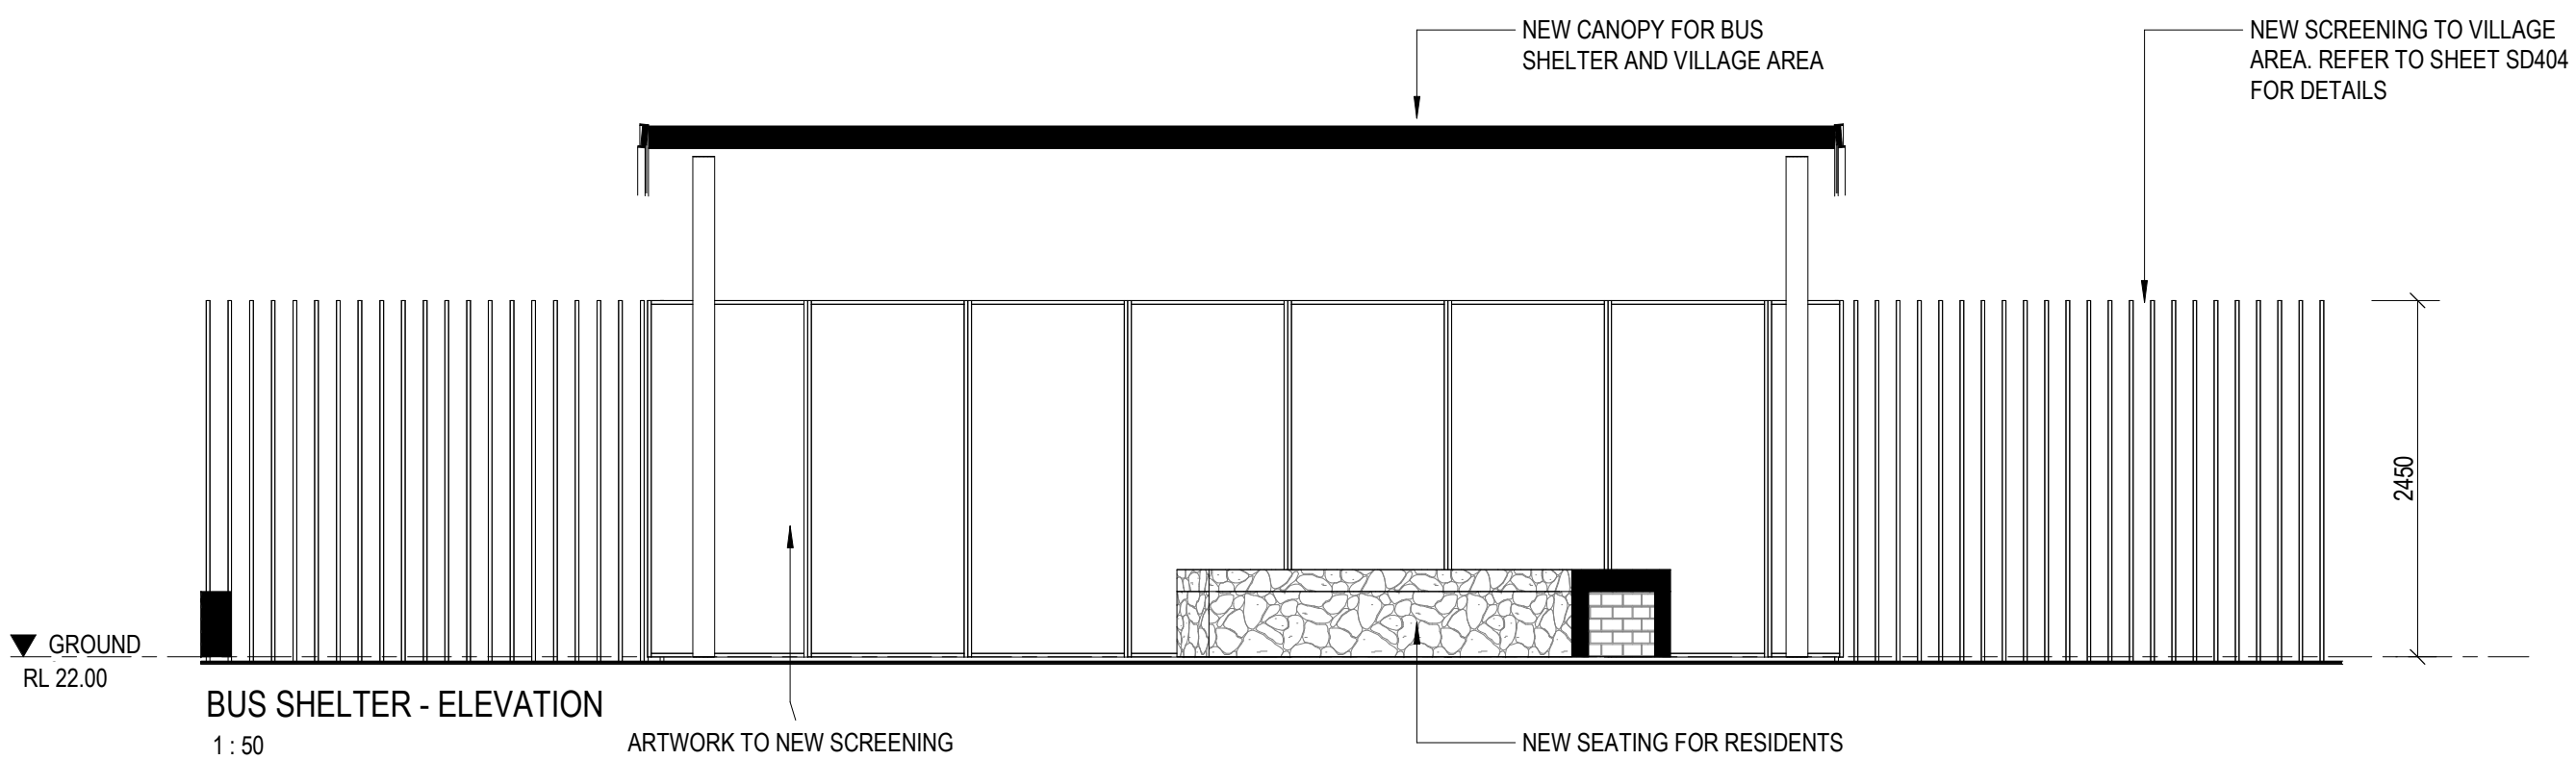 NEW CANOPY FOR BUS
SHELTER AND VILLAGE AREA
NEW SCREENING TO VILLAGE
AREA. REFER TO SHEET SD404
FOR DETAILS
2450
GROUND
RL 22.00
BUS SHELTER - ELEVATION
1 : 50
ARTWORK TO NEW SCREENING
NEW SEATING FOR RESIDENTS